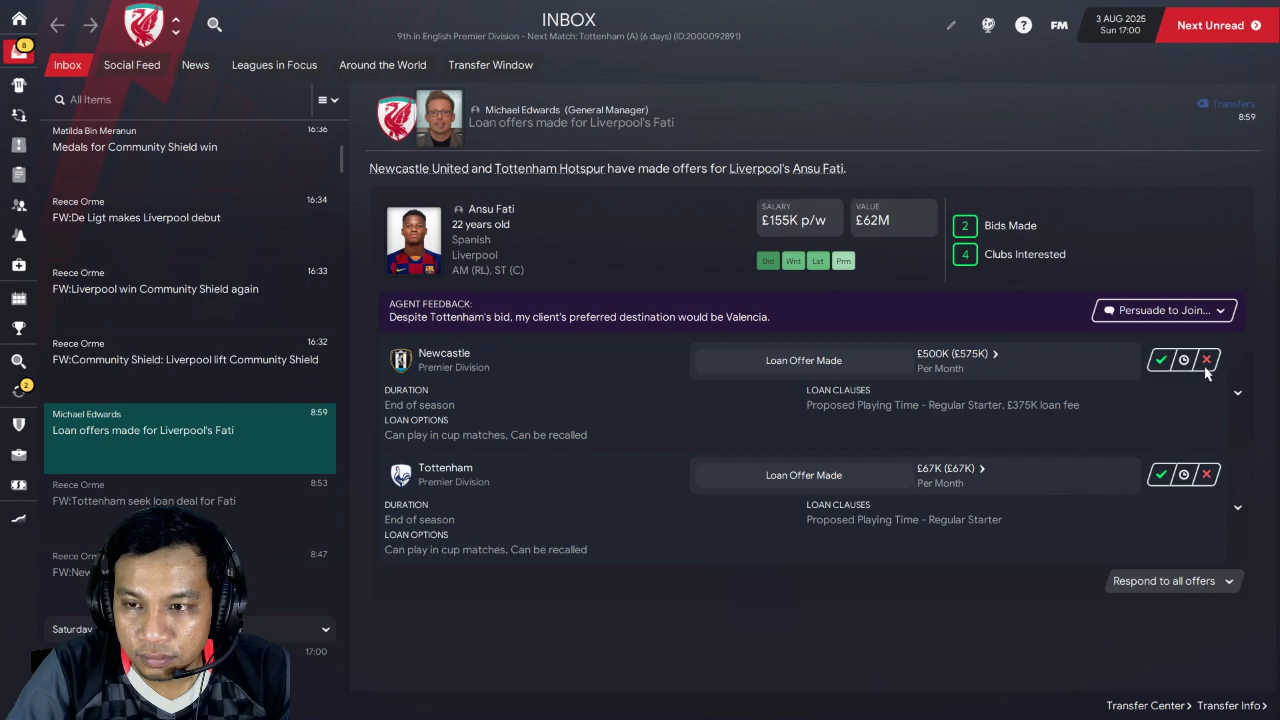 8
INBOX
9th in English Premier Division - Next Match: Tottenham (A) (6 days) (ID:2000092891)
FM
3 AUG 2025
Sun 17:00
Next Unread
Inbox
Social Feed
News
Leagues in Focus
Around the World
Transfer Window
All Items
Matilda Bin Meranun
16:36
Medals for Community Shield win
Reece Orme
16:34
FW:De Ligt makes Liverpool debut
Reece Orme
16:33
FW:Liverpool win Community Shield again
Reece Orme
16:32
FW:Community Shield: Liverpool lift Community Shield
2
Michael Edwards
8:59
Loan offers made for Liverpool's Fati
Reece Orme
8:53
FW:Tottenham seek loan deal for Fati
Reece Orme
8:47
Saturday
17:00
Michael Edwards (General Manager)
Loan offers made for Liverpool's Fati
Transfers
8:59
Newcastle United and Tottenham Hotspur have made offers for Liverpool's Ansu Fati.
Ansu Fati
22 years old
Spanish
Liverpool
AM (RL), ST (C)
SALARY
£155K p/w
VALUE
£62M
Bid Wnt Lst Prm
2 Bids Made
4 Clubs Interested
AGENT FEEDBACK:
Despite Tottenham's bid, my client's preferred destination would be Valencia.
Persuade to Join...
Newcastle
Premier Division
Loan Offer Made
£500K (£575K)
Per Month
DURATION
End of season
LOAN OPTIONS
Can play in cup matches, Can be recalled
LOAN CLAUSES
Proposed Playing Time - Regular Starter, £375K loan fee
Tottenham
Premier Division
Loan Offer Made
£67K (£67K)
Per Month
DURATION
End of season
LOAN OPTIONS
Can play in cup matches, Can be recalled
LOAN CLAUSES
Proposed Playing Time - Regular Starter
Respond to all offers
Transfer Center
Transfer Info